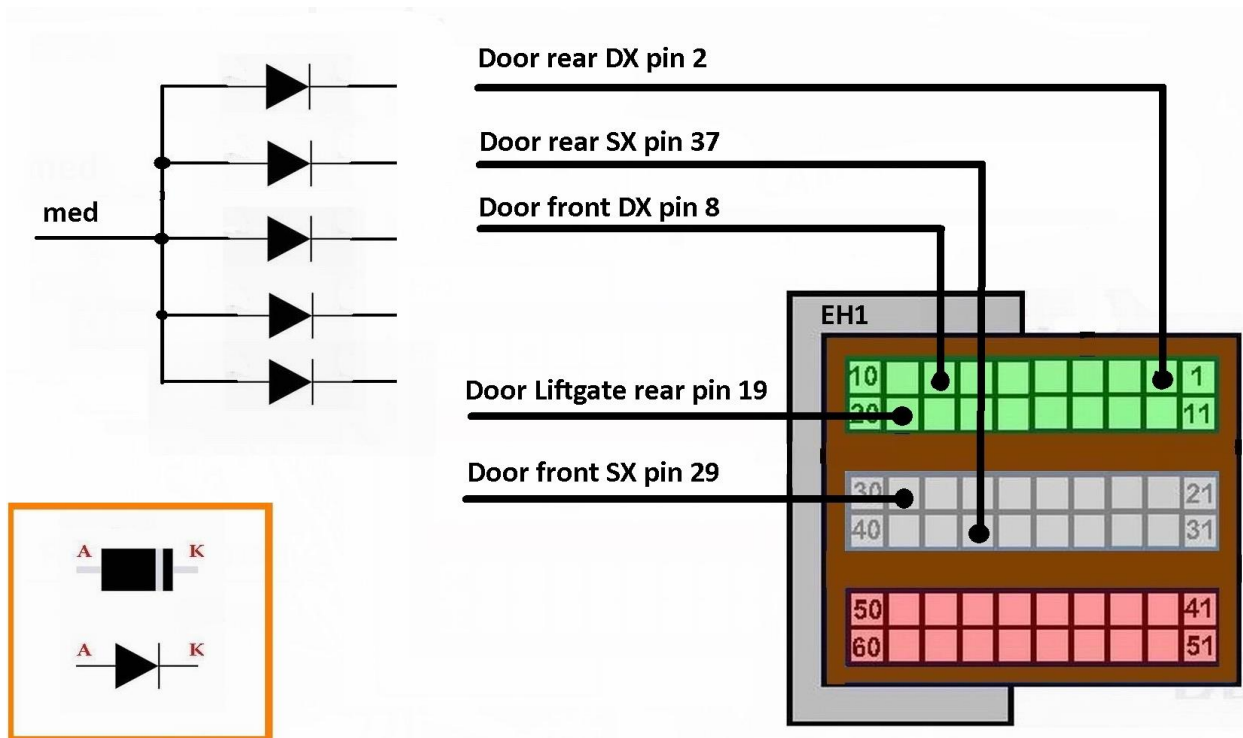 Door rear DX pin 2
Door rear SX pin 37
Door front DX pin 8
med
EH1
10 1
20 11
Door Liftgate rear pin 19
Door front SX pin 29
30 21
40 31
50 41
60 51
A K
A K